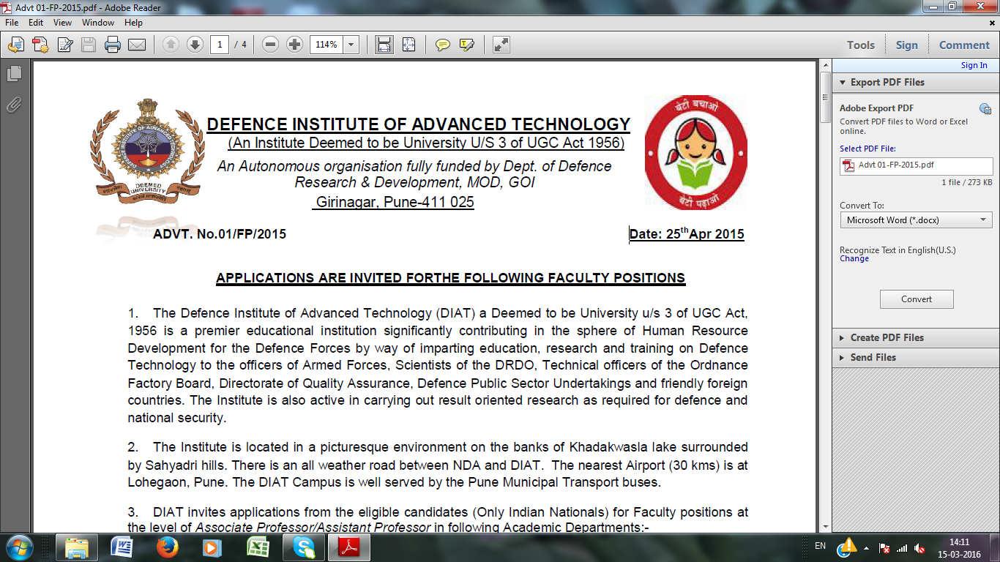 Advt 01-FP-2015.pdf - Adobe Reader
File Edit View Window Help
1 / 4 114% Tools Sign Comment
Sign In
Export PDF Files
Adobe Export PDF
Convert PDF files to Word or Excel
online.
Select PDF File:
Advt 01-FP-2015.pdf
1 file / 273 KB
Convert To:
Microsoft Word (*.docx)
Recognize Text in English(U.S.)
Change
Convert
Create PDF Files
Send Files
INSTITUTE OF ADVANCED TECHNOLOGY
DEEMED
UNIVERSITY
DEFENCE INSTITUTE OF ADVANCED TECHNOLOGY
(An Institute Deemed to be University U/S 3 of UGC Act 1956)
An Autonomous organisation fully funded by Dept. of Defence
Research & Development, MOD, GOI
Girinagar, Pune-411 025
बेटी बचाओ
बेटी पढ़ाओ
ADVT. No.01/FP/2015 Date: 25thApr 2015
APPLICATIONS ARE INVITED FORTHE FOLLOWING FACULTY POSITIONS
1. The Defence Institute of Advanced Technology (DIAT) a Deemed to be University u/s 3 of UGC Act,
1956 is a premier educational institution significantly contributing in the sphere of Human Resource
Development for the Defence Forces by way of imparting education, research and training on Defence
Technology to the officers of Armed Forces, Scientists of the DRDO, Technical officers of the Ordnance
Factory Board, Directorate of Quality Assurance, Defence Public Sector Undertakings and friendly foreign
countries. The Institute is also active in carrying out result oriented research as required for defence and
national security.
2. The Institute is located in a picturesque environment on the banks of Khadakwasla lake surrounded
by Sahyadri hills. There is an all weather road between NDA and DIAT. The nearest Airport (30 kms) is at
Lohegaon, Pune. The DIAT Campus is well served by the Pune Municipal Transport buses.
3. DIAT invites applications from the eligible candidates (Only Indian Nationals) for Faculty positions at
the level of Associate Professor/Assistant Professor in following Academic Departments:-
EN
14:11
15-03-2016